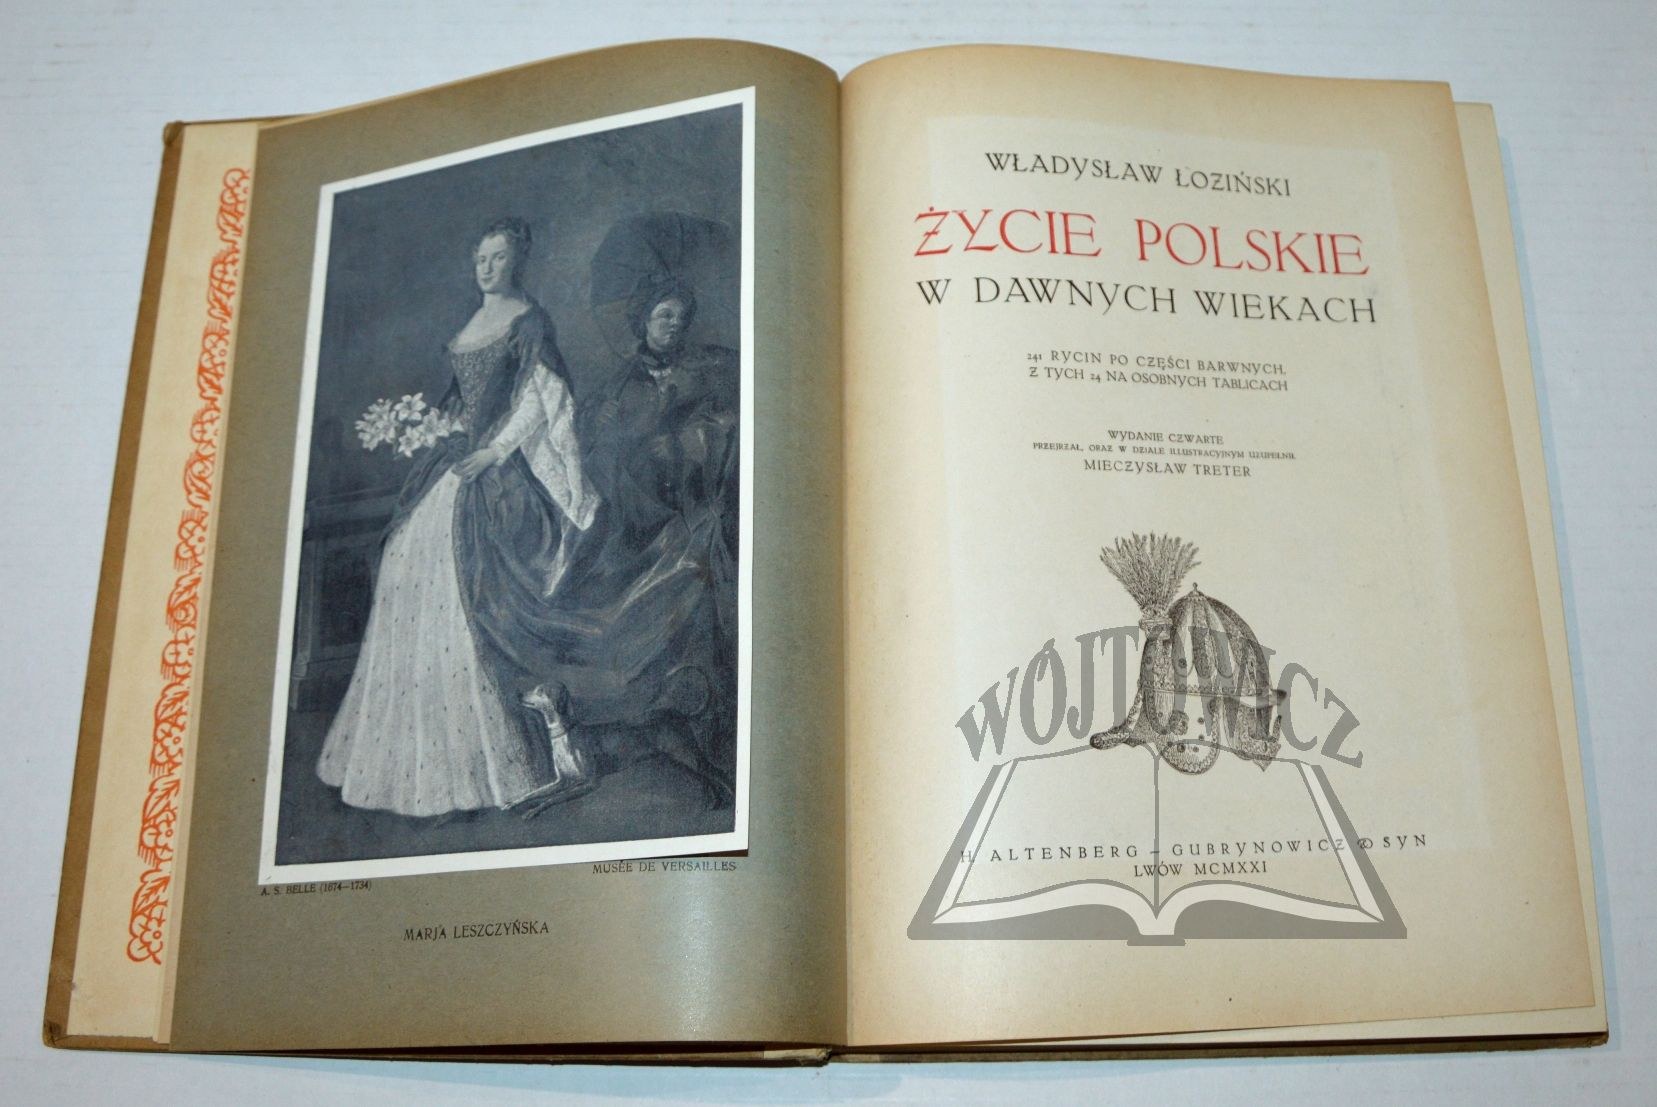 A. S. BELLE (1674—1734)
MUSÉE DE VERSAILLES
MARJA LESZCZYŃSKA
WŁADYSŁAW ŁOZIŃSKI
ŻYCIE POLSKIE
W DAWNYCH WIEKACH
241 RYCIN PO CZĘŚCI BARWNYCH,
Z TYCH 24 NA OSOBNYCH TABLICACH
WYDANIE CZWARTE
PRZEJRZAŁ, ORAZ W DZIALE ILLUSTRACYJNYM UZUPEŁNIŁ
MIECZYSŁAW TRETER
WÓJTOWICZ
H. ALTENBERG – GUBRYNOWICZ & SYN
LWÓW MCMXXI